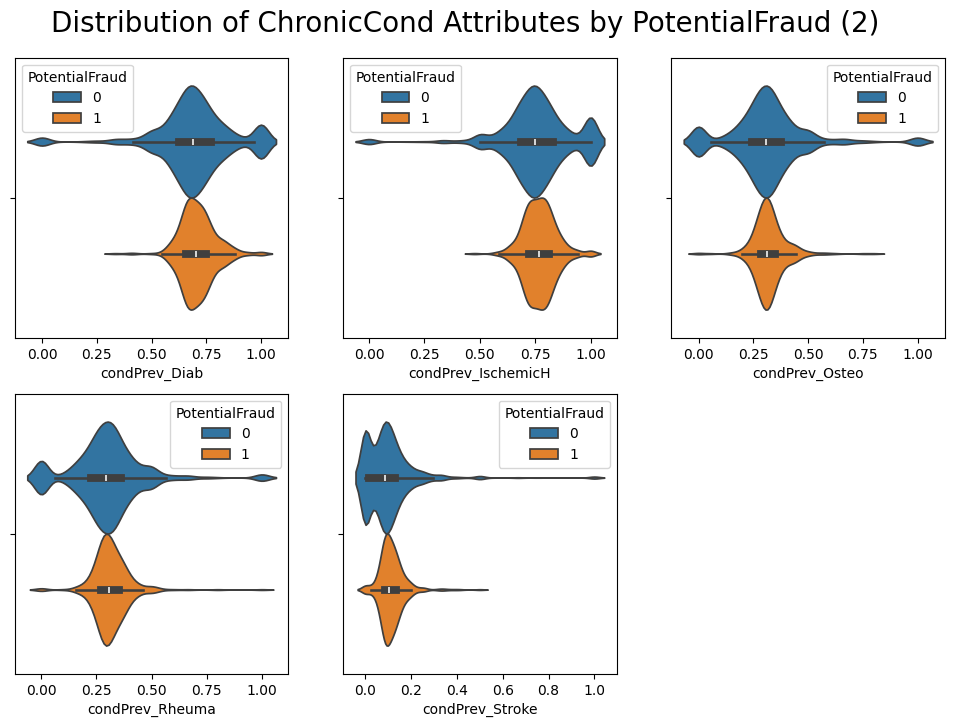 Distribution of ChronicCond Attributes by PotentialFraud (2)
PotentialFraud
0
1
0.00 0.25 0.50 0.75 1.00
condPrev_Diab
PotentialFraud
0
1
0.00 0.25 0.50 0.75 1.00
condPrev_IschemicH
PotentialFraud
0
1
0.00 0.25 0.50 0.75 1.00
condPrev_Osteo
PotentialFraud
0
1
0.00 0.25 0.50 0.75 1.00
condPrev_Rheuma
PotentialFraud
0
1
0.0 0.2 0.4 0.6 0.8 1.0
condPrev_Stroke